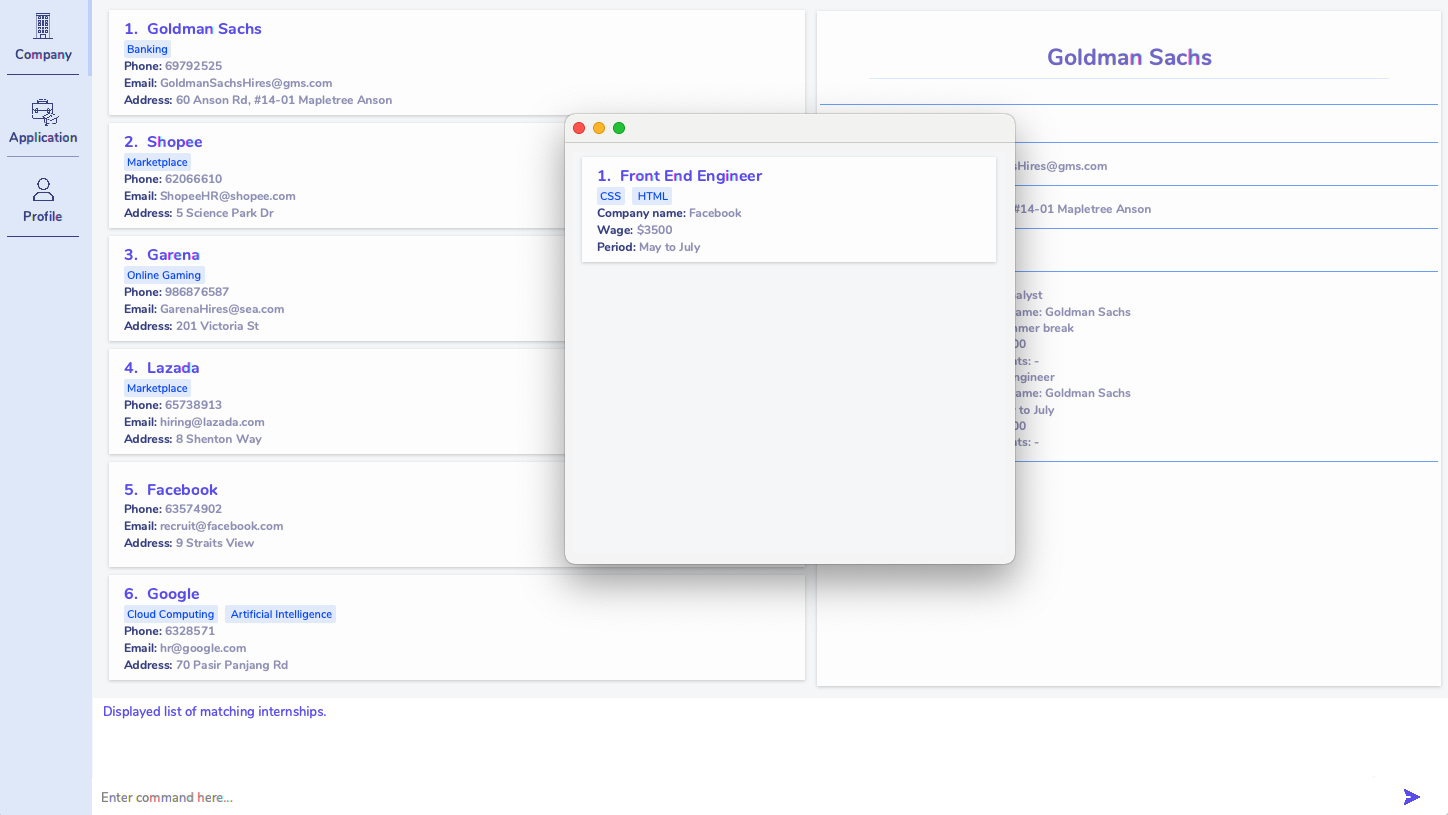 Company
Application
Profile
1. Goldman Sachs
Banking
Phone: 69792525
Email: GoldmanSachsHires@gms.com
Address: 60 Anson Rd, #14-01 Mapletree Anson
2. Shopee
Marketplace
Phone: 62066610
Email: ShopeeHR@shopee.com
Address: 5 Science Park Dr
3. Garena
Online Gaming
Phone: 986876587
Email: GarenaHires@sea.com
Address: 201 Victoria St
4. Lazada
Marketplace
Phone: 65738913
Email: hiring@lazada.com
Address: 8 Shenton Way
5. Facebook
Phone: 63574902
Email: recruit@facebook.com
Address: 9 Straits View
6. Google
Cloud Computing Artificial Intelligence
Phone: 6328571
Email: hr@google.com
Address: 70 Pasir Panjang Rd
1. Front End Engineer
CSS HTML
Company name: Facebook
Wage: $3500
Period: May to July
Goldman Sachs
sHires@gms.com
#14-01 Mapletree Anson
alyst
ame: Goldman Sachs
mer break
00
ts: -
ngineer
ame: Goldman Sachs
to July
00
ts: -
Displayed list of matching internships.
Enter command here...